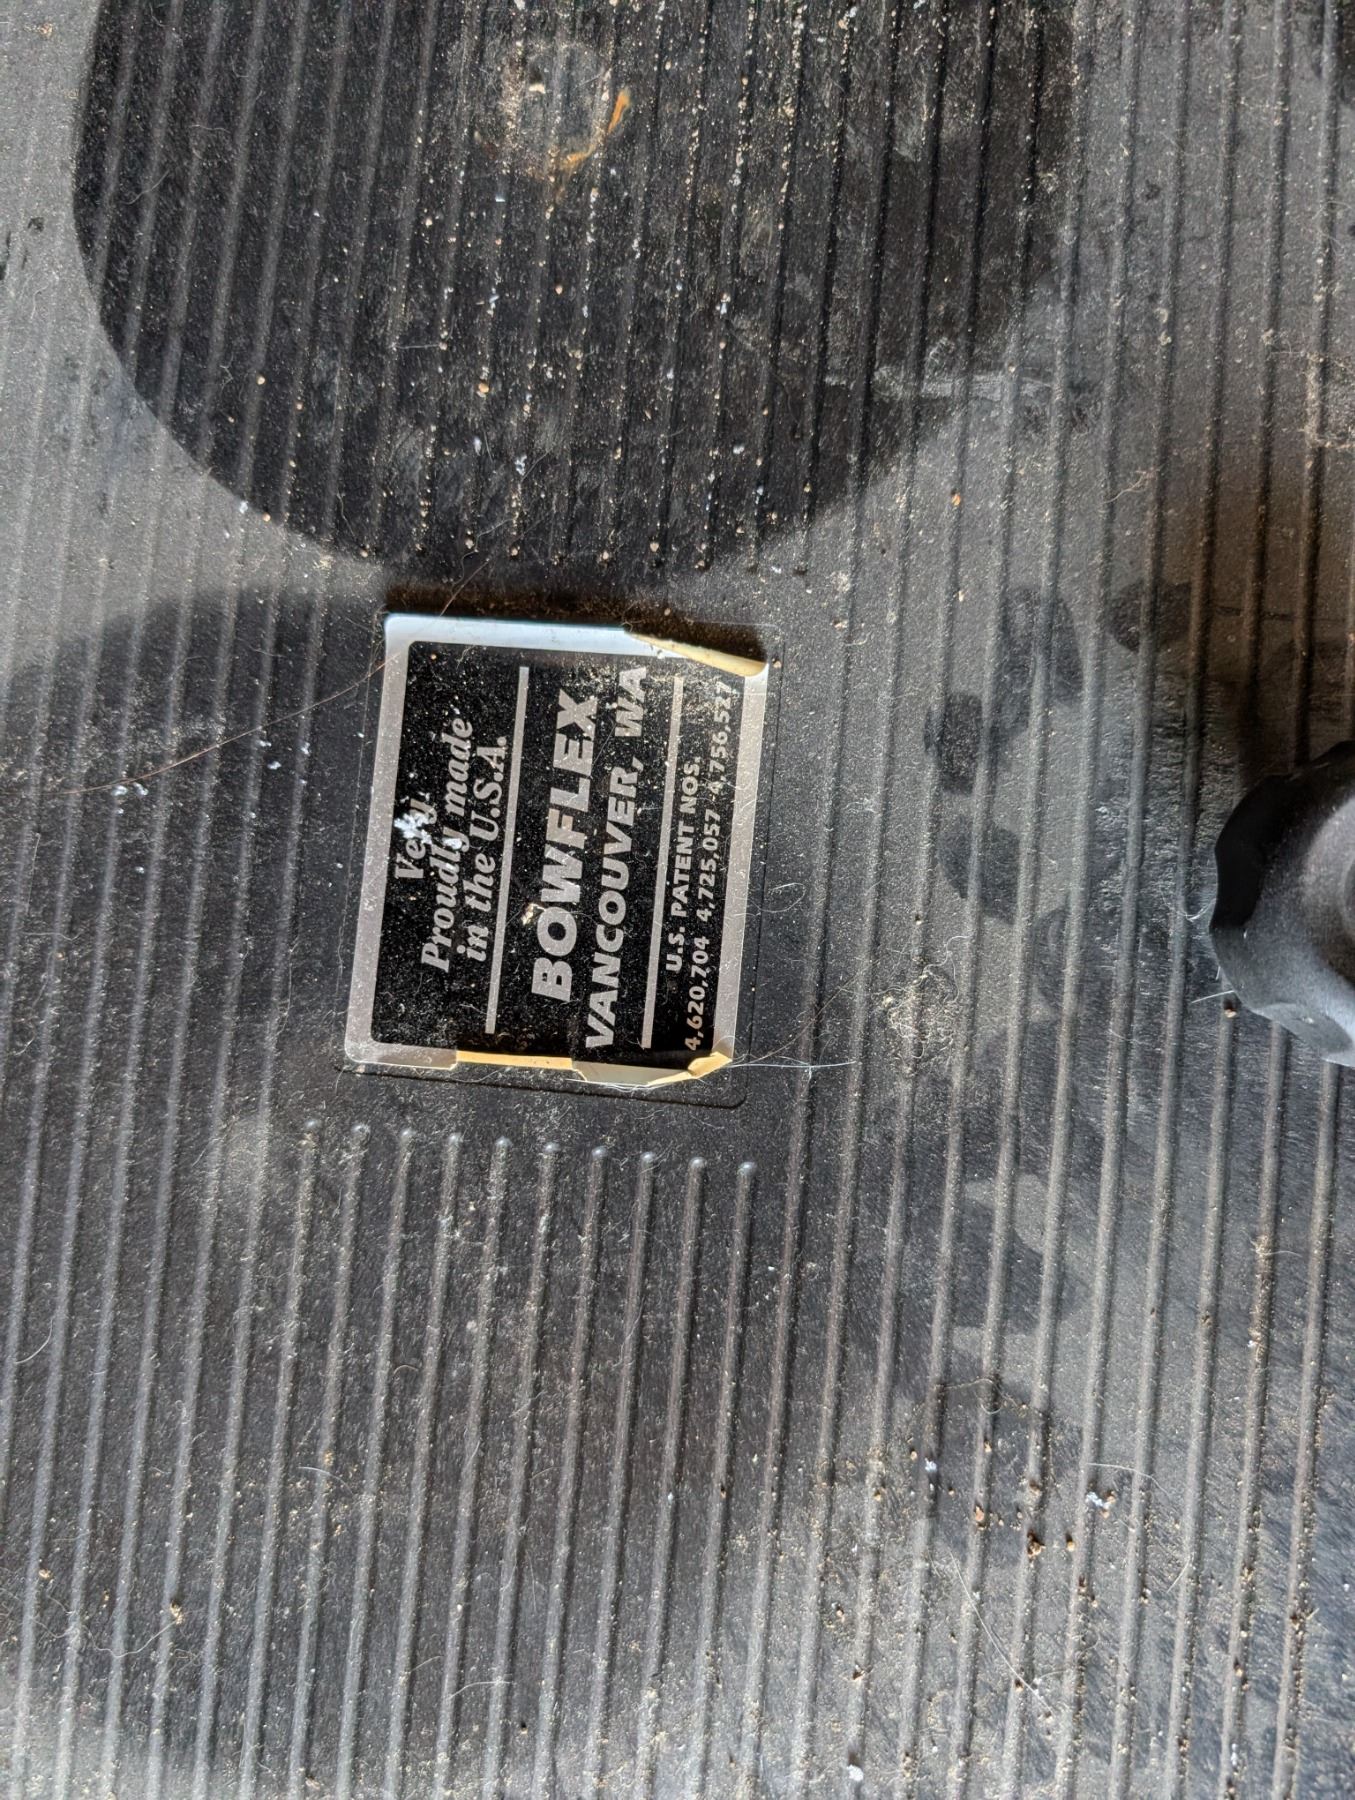 Very
Proudly made
in the U.S.A.
BOWFLEX
VANCOUVER, WA
U.S. PATENT NOS.
4,620,704 4,725,057 4,756,527